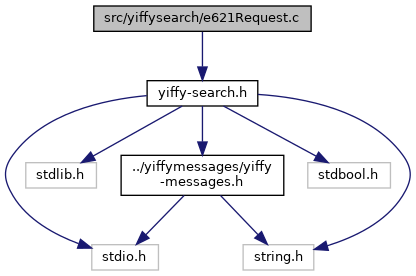 src/yiffysearch/e621Request.c
yiffy-search.h
stdlib.h
../yiffymessages/yiffy
-messages.h
stdbool.h
stdio.h
string.h